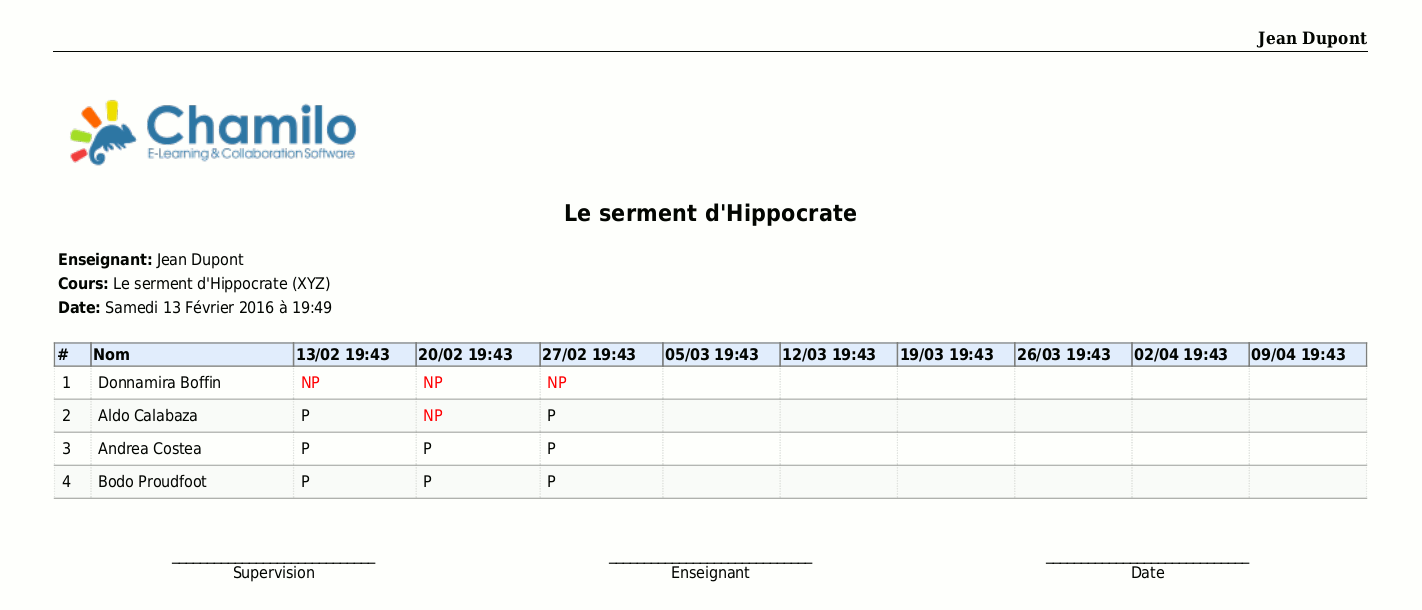 Jean Dupont
Chamilo
E-Learning & Collaboration Software
Le serment d'Hippocrate
Enseignant: Jean Dupont
Cours: Le serment d'Hippocrate (XYZ)
Date: Samedi 13 Février 2016 à 19:49
# Nom 13/02 19:43 20/02 19:43 27/02 19:43 05/03 19:43 12/03 19:43 19/03 19:43 26/03 19:43 02/04 19:43 09/04 19:43
1 Donnamira Boffin NP NP NP
2 Aldo Calabaza P NP P
3 Andrea Costea P P P
4 Bodo Proudfoot P P P
Supervision Enseignant Date